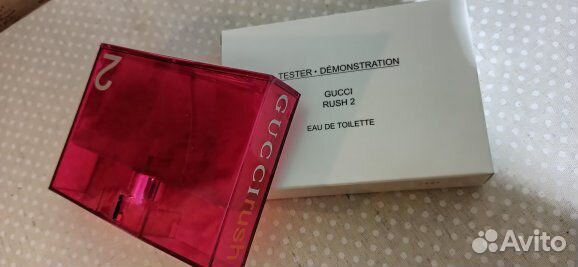 2
GUCCI rush
TESTER • DÉMONSTRATION
GUCCI
RUSH 2
EAU DE TOILETTE
Avito